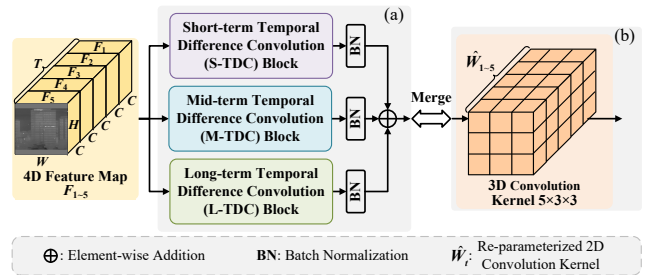 (a)
(b)
T
F1
F2
F3
F4
F5
C
C
C
C
C
H
W
4D Feature Map
F1~5
Short-term Temporal
Difference Convolution
(S-TDC) Block
BN
Mid-term Temporal
Difference Convolution
(M-TDC) Block
BN
Long-term Temporal
Difference Convolution
(L-TDC) Block
BN
Merge
Ŵ1~5
3D Convolution
Kernel 5×3×3
⊕: Element-wise Addition
BN: Batch Normalization
Ŵt: Re-parameterized 2D
Convolution Kernel